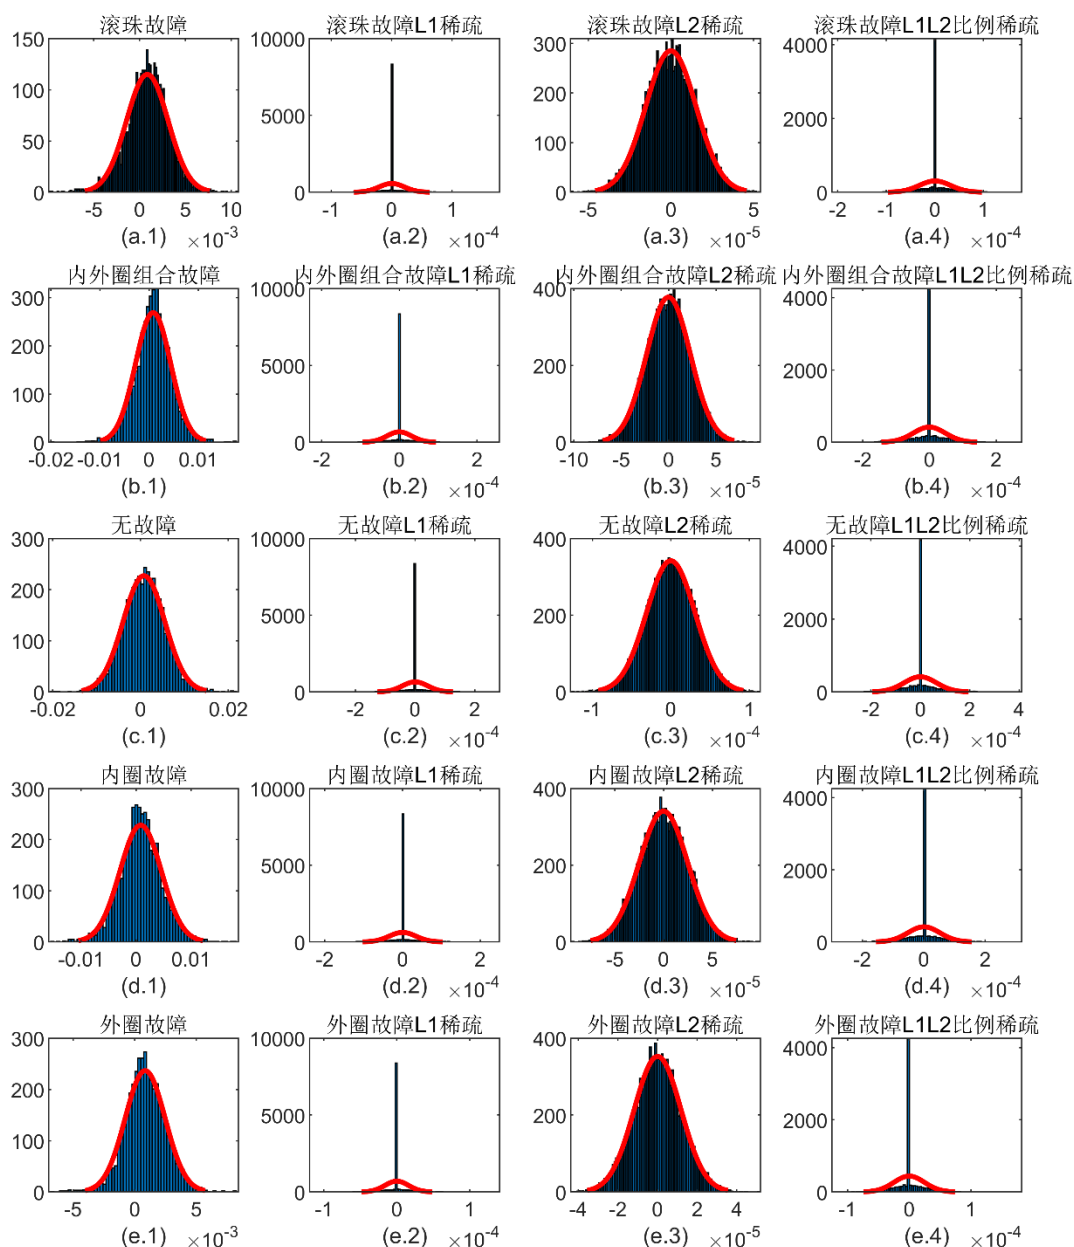 滚珠故障 滚珠故障L1稀疏 滚珠故障L2稀疏 滚珠故障L1L2比例稀疏
150 10000 300 4000
100 200
5000 2000
50 100
0 0 0 0
-5 0 5 10 -1 0 1 -5 0 5 -1 0 1
(a.1) ×10-3 (a.2) ×10-4 (a.3) ×10-5 (a.4) ×10-4
内外圈组合故障 内外圈组合故障L1稀疏 内外圈组合故障L2稀疏 内外圈组合故障L1L2比例稀疏
300 10000 400 4000
200
5000 200 2000
100
0 0 0 0
-0.02 -0.01 0 0.01 -2 0 2 -10 -5 0 5 -2 0 2
(b.1) (b.2) ×10-4 (b.3) ×10-5 (b.4) ×10-4
无故障 无故障L1稀疏 无故障L2稀疏 无故障L1L2比例稀疏
300 10000 400 4000
200
5000 200 2000
100
0 0 0 0
-0.02 0 0.02 -2 0 2 -1 0 1 -2 0 2 4
(c.1) (c.2) ×10-4 (c.3) ×10-4 (c.4) ×10-4
内圈故障 内圈故障L1稀疏 内圈故障L2稀疏 内圈故障L1L2比例稀疏
300 10000 400 4000
200
5000 200 2000
100
0 0 0 0
-0.01 0 0.01 -2 0 2 -5 0 5 -2 0 2
(d.1) (d.2) ×10-4 (d.3) ×10-5 (d.4) ×10-4
外圈故障 外圈故障L1稀疏 外圈故障L2稀疏 外圈故障L1L2比例稀疏
300 10000 400 4000
200
5000 200 2000
100
0 0 0 0
-5 0 5 -2 0 2 -4 -2 0 2 4 -1 0 1
(e.1) ×10-3 (e.2) ×10-4 (e.3) ×10-5 (e.4) ×10-4